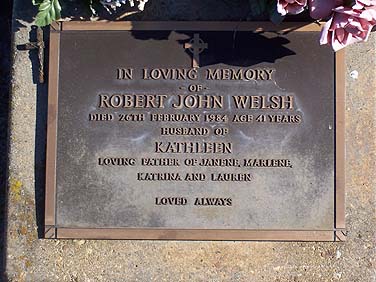 IN LOVING MEMORY
- OF -
ROBERT JOHN WELSH
DIED 26TH FEBRUARY 1984 AGE 41 YEARS
HUSBAND OF
KATHLEEN
LOVING FATHER OF JANENE, MARLENE,
KATRINA AND LAUREN
LOVED ALWAYS